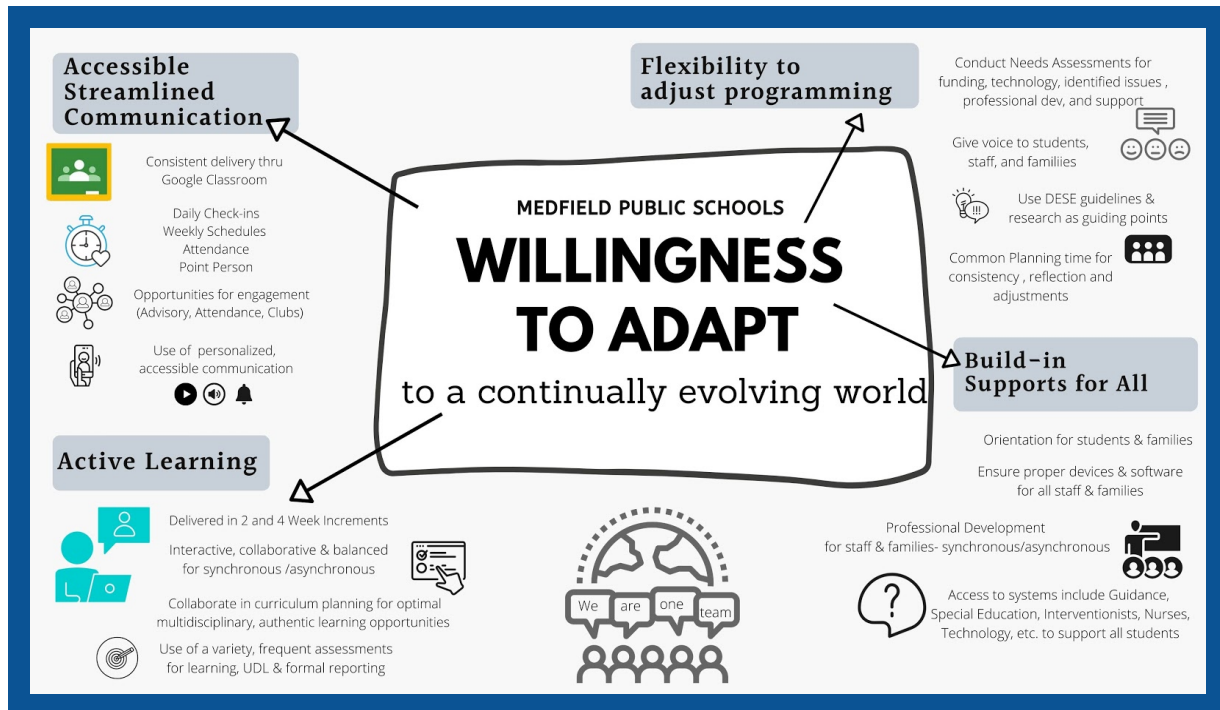 Accessible
Streamlined
Communication
Consistent delivery thru
Google Classroom
Daily Check-ins
Weekly Schedules
Attendance
Point Person
Opportunities for engagement
(Advisory, Attendance, Clubs)
Use of personalized,
accessible communication
Active Learning
Delivered in 2 and 4 Week Increments
Interactive, collaborative & balanced
for synchronous /asynchronous
Collaborate in curriculum planning for optimal
multidisciplinary, authentic learning opportunities
Use of a variety, frequent assessments
for learning, UDL & formal reporting
MEDFIELD PUBLIC SCHOOLS
WILLINGNESS
TO ADAPT
to a continually evolving world
We are one team
Flexibility to
adjust programming
Conduct Needs Assessments for
funding, technology, identified issues ,
professional dev, and support
Give voice to students,
staff, and familiies
!!!
Use DESE guidelines &
research as guiding points
Common Planning time for
consistency , reflection and
adjustments
Build-in
Supports for All
Orientation for students & families
Ensure proper devices & software
for all staff & families
Professional Development
for staff & families- synchronous/asynchronous
?
Access to systems include Guidance,
Special Education, Interventionists, Nurses,
Technology, etc. to support all students